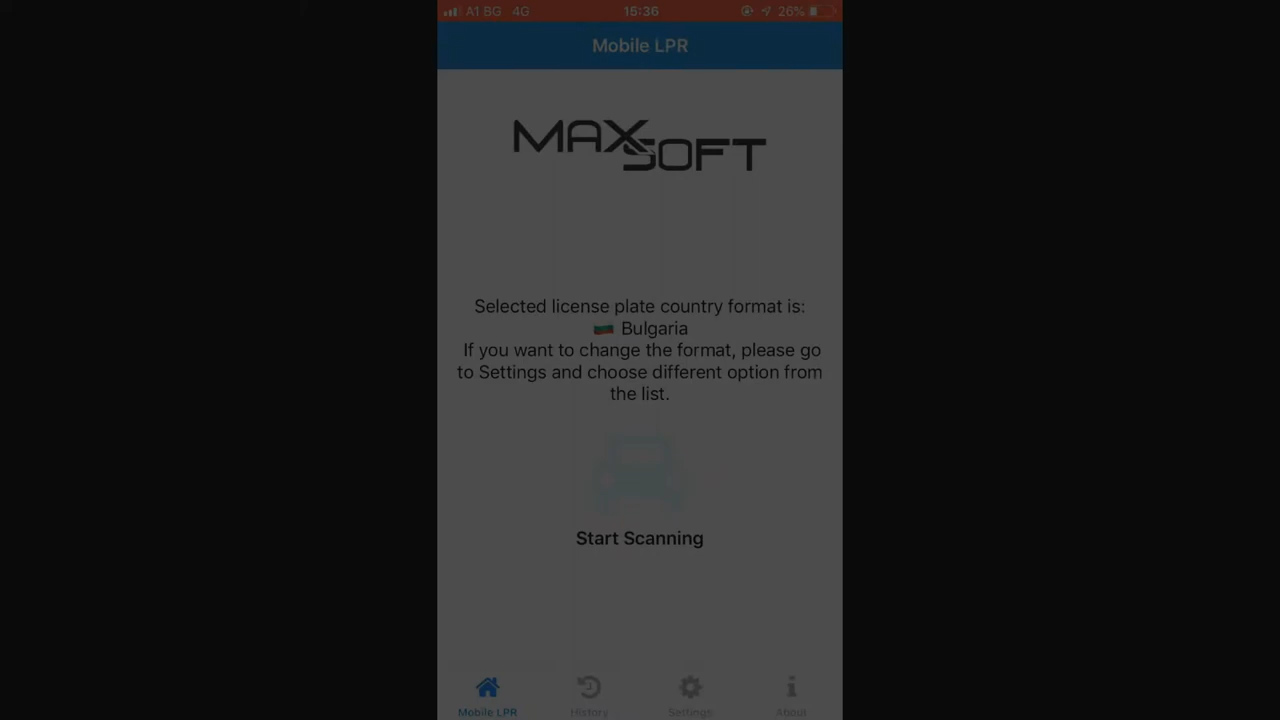 A1 BG 4G 16:36 26%
Mobile LPR
MAXSOFT
Selected license plate country format is:
Bulgaria
If you want to change the format, please go
to Settings and choose different option from
the list.
Start Scanning
Mobile LPR History Settings About